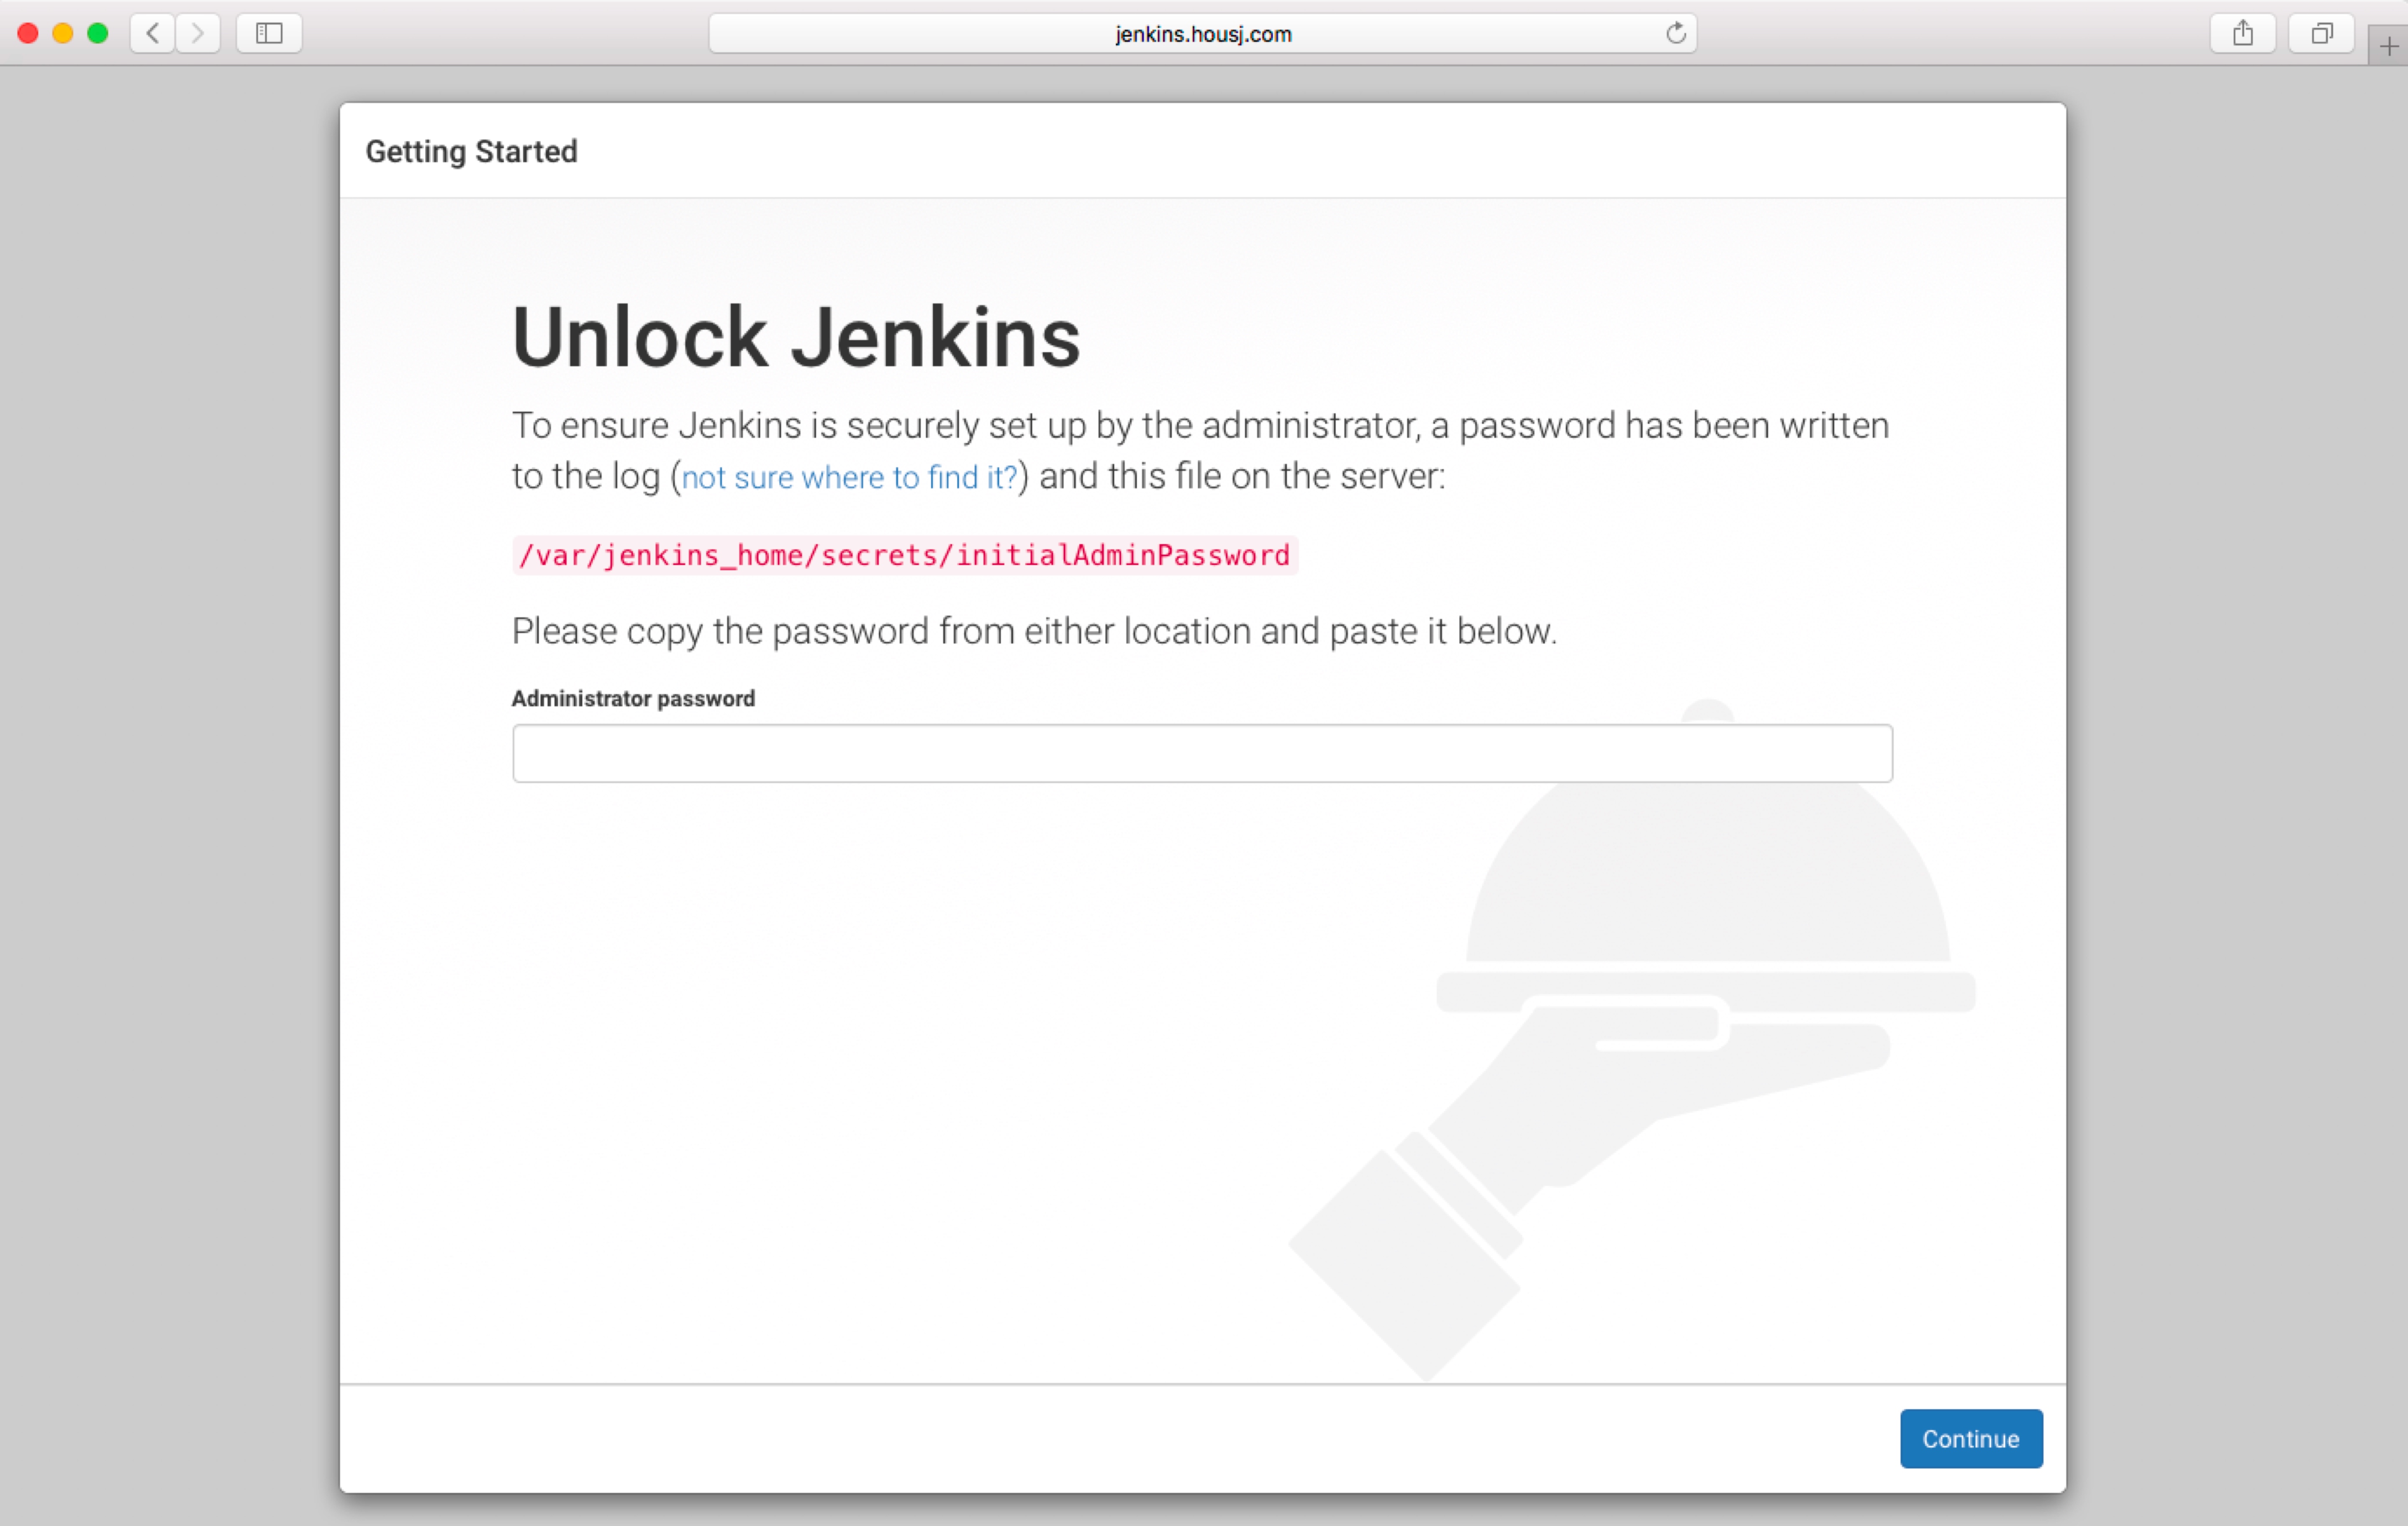 jenkins.housj.com
Getting Started
Unlock Jenkins
To ensure Jenkins is securely set up by the administrator, a password has been written
to the log (not sure where to find it?) and this file on the server:
/var/jenkins_home/secrets/initialAdminPassword
Please copy the password from either location and paste it below.
Administrator password
Continue